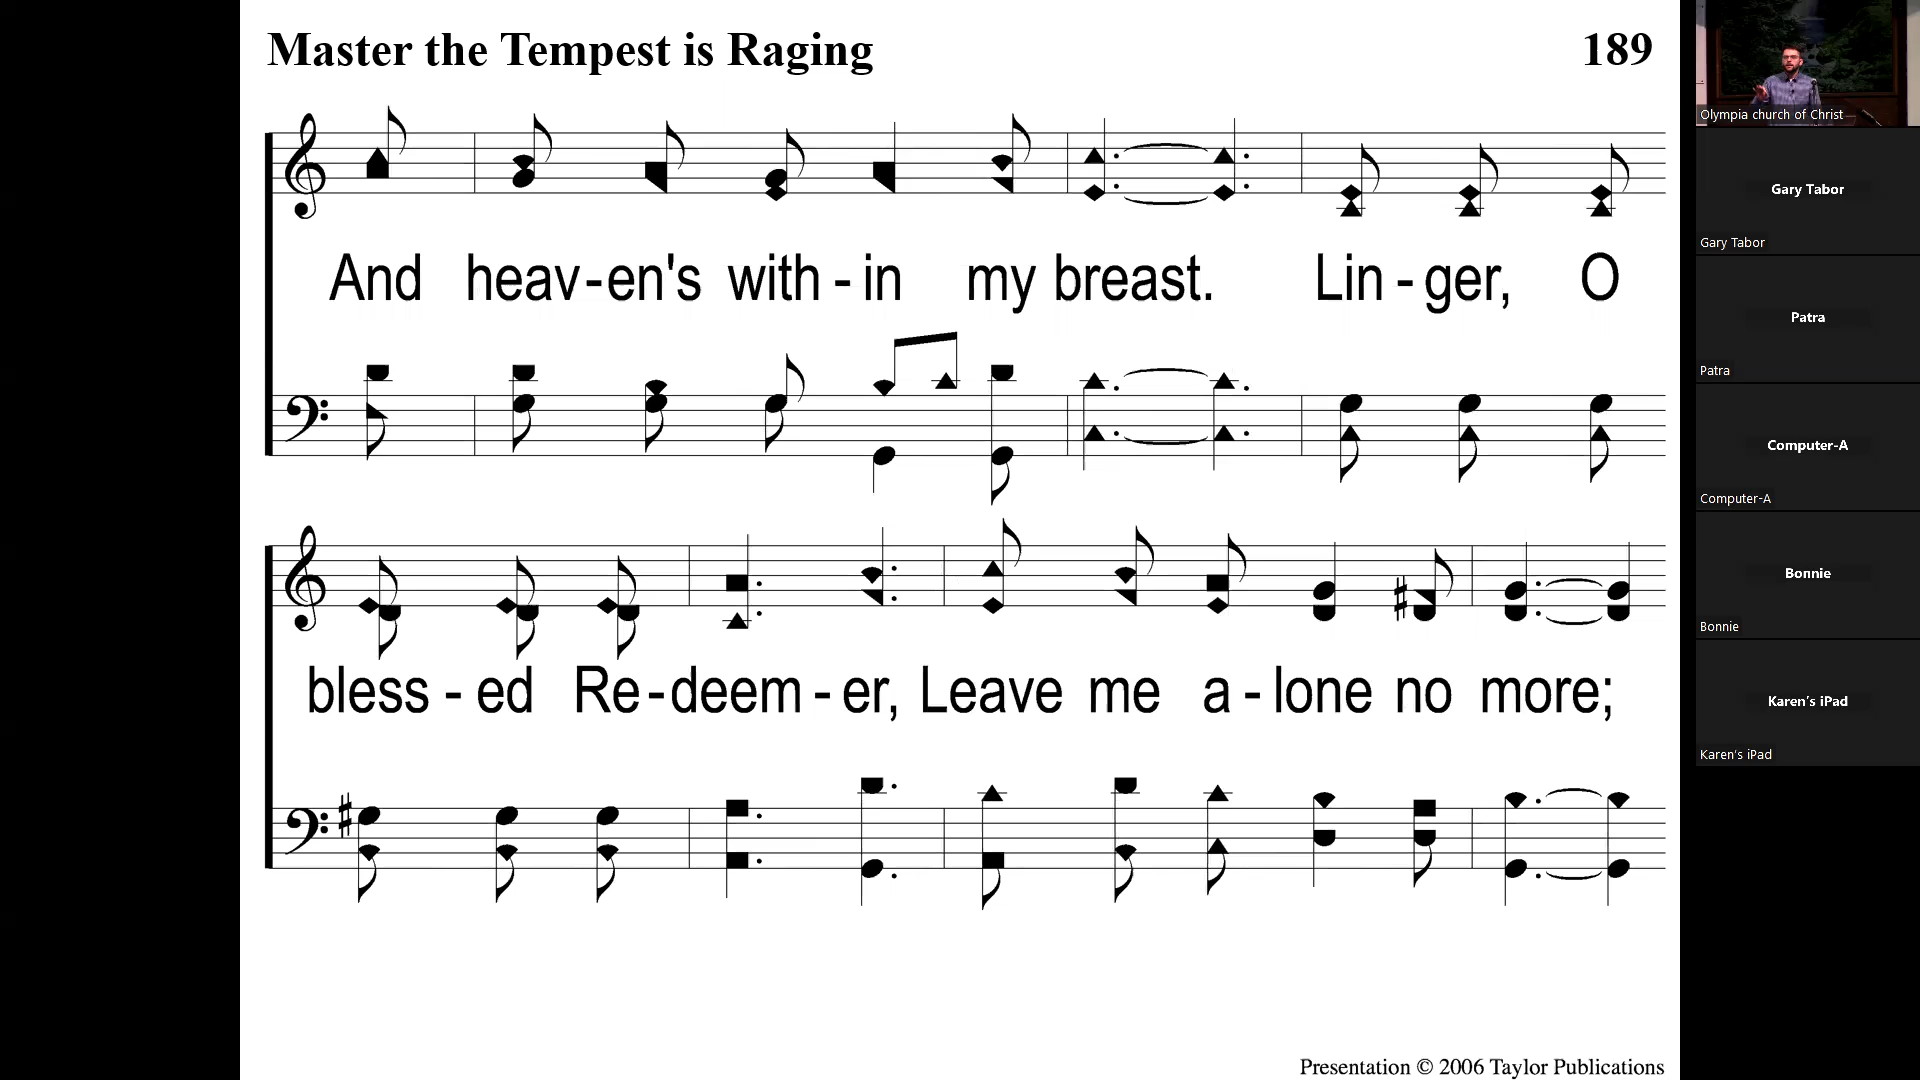 Master the Tempest is Raging
189
And heav-en's with-in my breast. Lin-ger, O
bless-ed Re-deem-er, Leave me a-lone no more;
Presentation © 2006 Taylor Publications
Olympia church of Christ
Gary Tabor
Gary Tabor
Patra
Patra
Computer-A
Computer-A
Bonnie
Bonnie
Karen's iPad
Karen's iPad